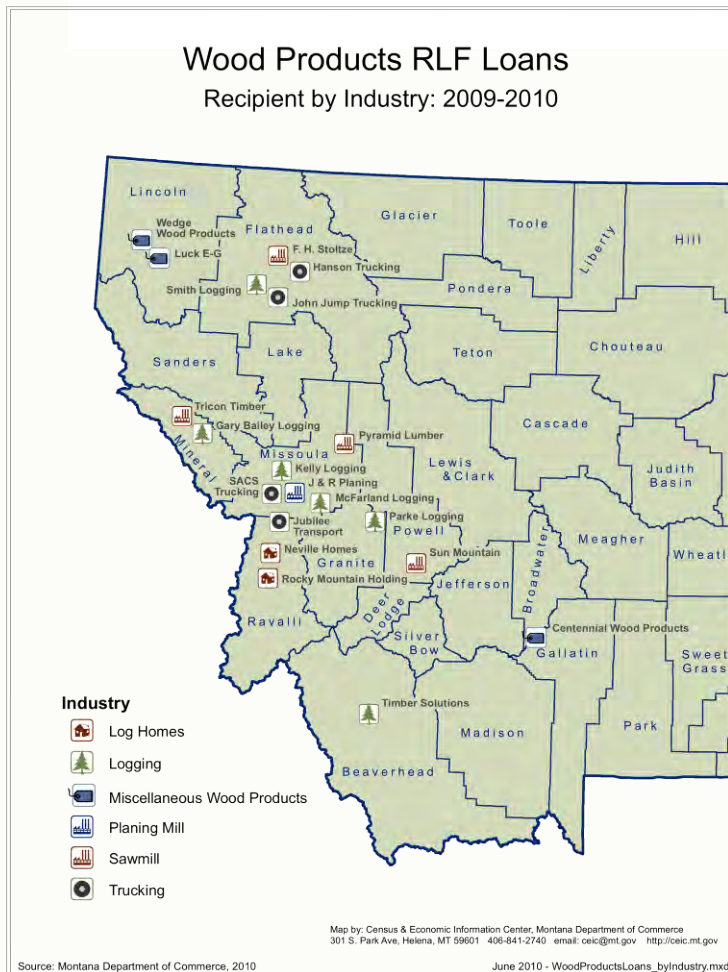 Wood Products RLF Loans
Recipient by Industry: 2009-2010
Lincoln
Wedge
Wood Products
Luck E-G
Flathead
F. H. Stoltze
Hanson Trucking
Smith Logging
John Jump Trucking
Glacier
Toole
Liberty
Hill
Pondera
Sanders
Lake
Teton
Chouteau
Tricon Timber
Gary Bailey Logging
Mineral
Missoula
Pyramid Lumber
Cascade
Kelly Logging
Lewis
&Clark
Judith
Basin
SACS
Trucking
J & R Planing
McFarland Logging
Jubilee
Transport
Parke Logging
Powell
Meagher
Broadwater
Wheatl
Neville Homes
Granite
Sun Mountain
Rocky Mountain Holding
Jefferson
Ravalli
Deer
Lodge
Silver
Bow
Centennial Wood Products
Gallatin
Sweet
Grass
Timber Solutions
Madison
Park
Beaverhead
Industry
Log Homes
Logging
Miscellaneous Wood Products
Planing Mill
Sawmill
Trucking
Map by: Census & Economic Information Center, Montana Department of Commerce
301 S. Park Ave, Helena, MT 59601 406-841-2740 email: ceic@mt.gov http://ceic.mt.gov
Source: Montana Department of Commerce, 2010
June 2010 - WoodProductsLoans_byIndustry.mxd